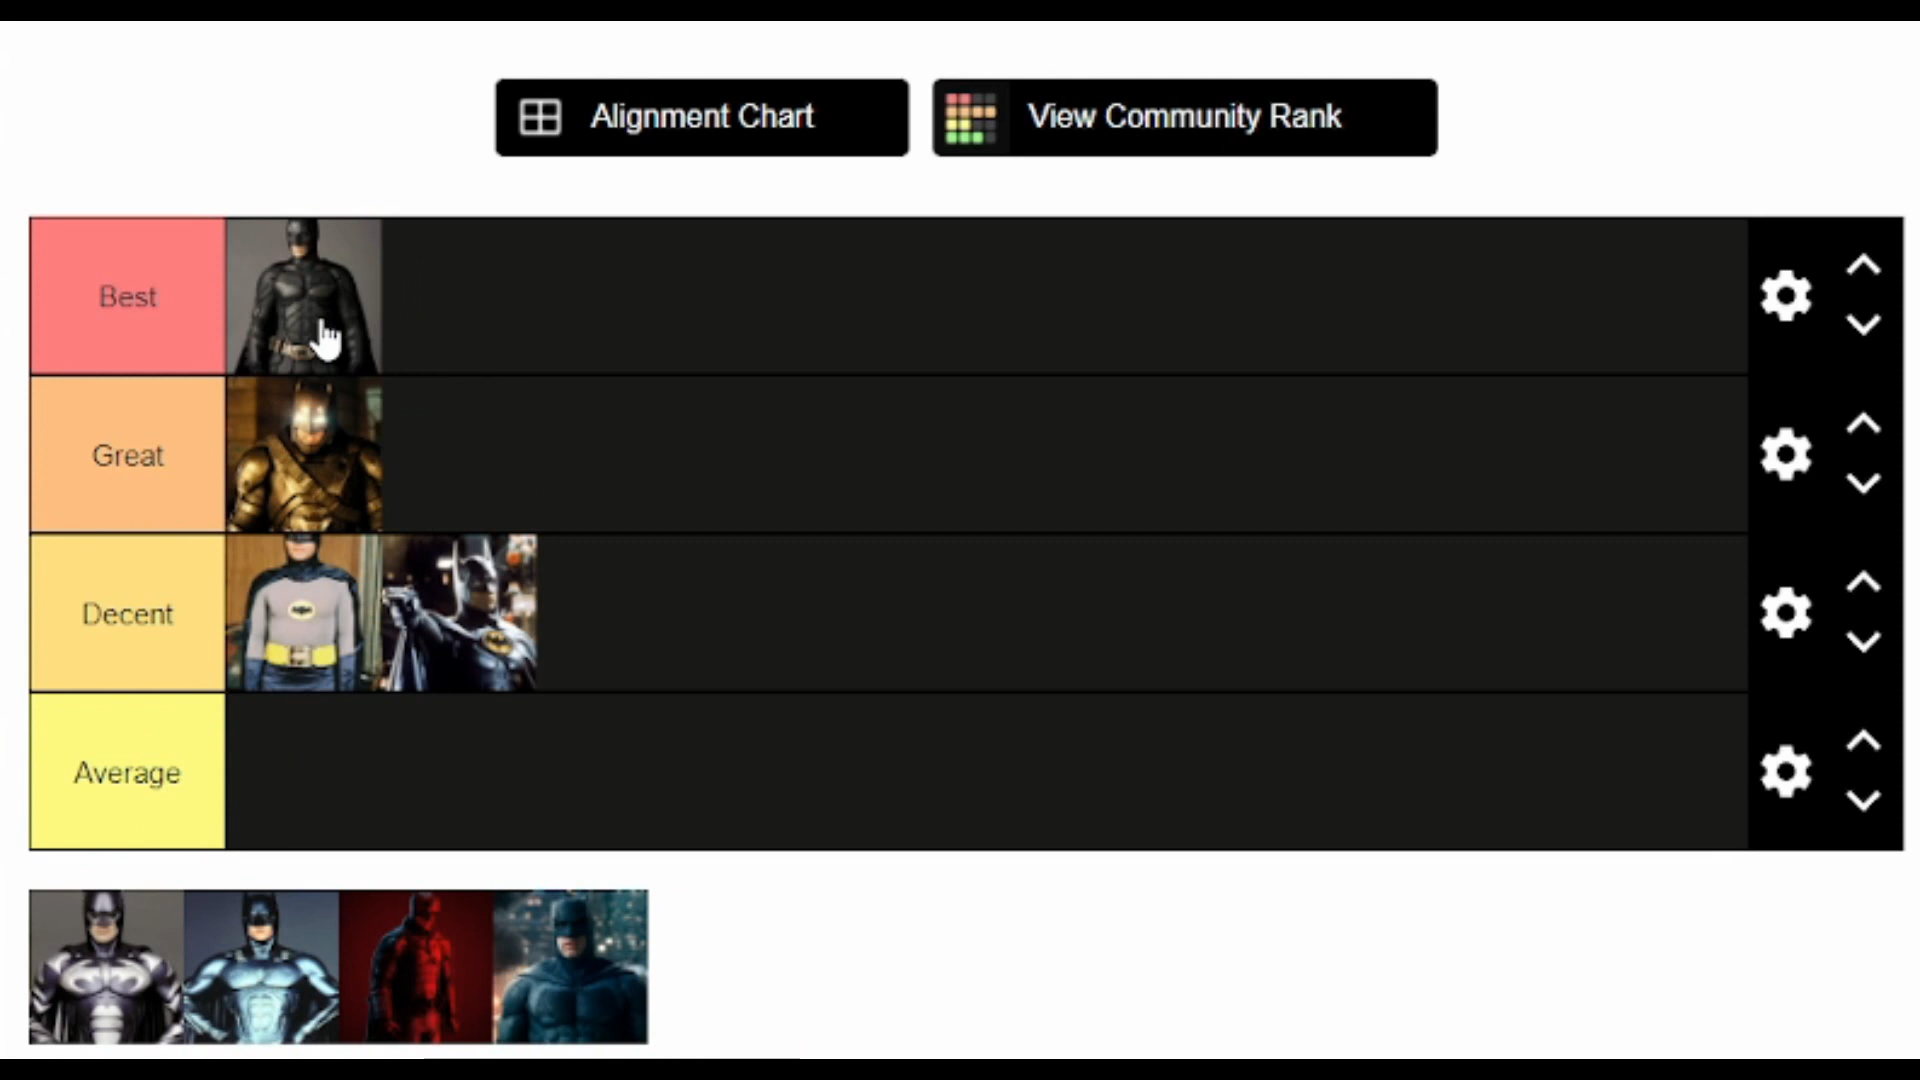 Alignment Chart
View Community Rank
Best
Great
Decent
Average